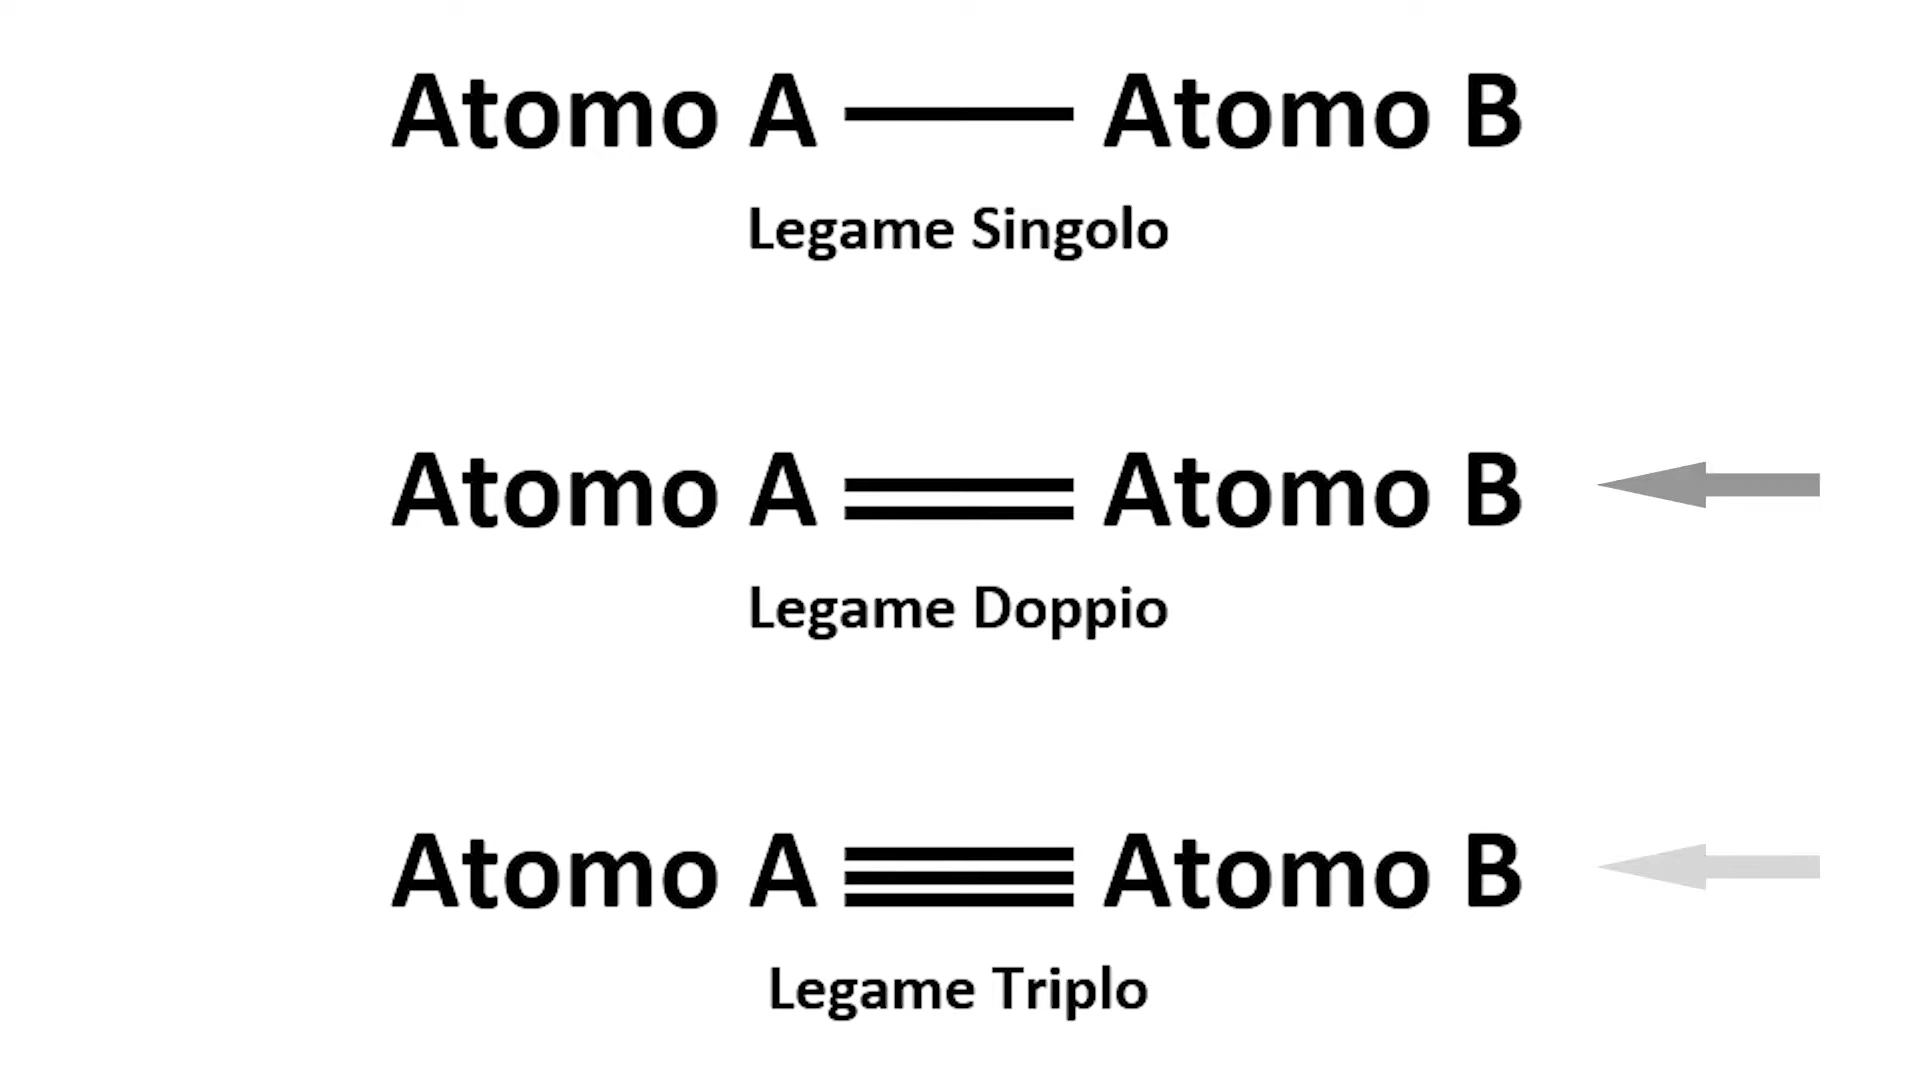 Atomo A Atomo B
Legame Singolo
Atomo A Atomo B
Legame Doppio
Atomo A Atomo B
Legame Triplo